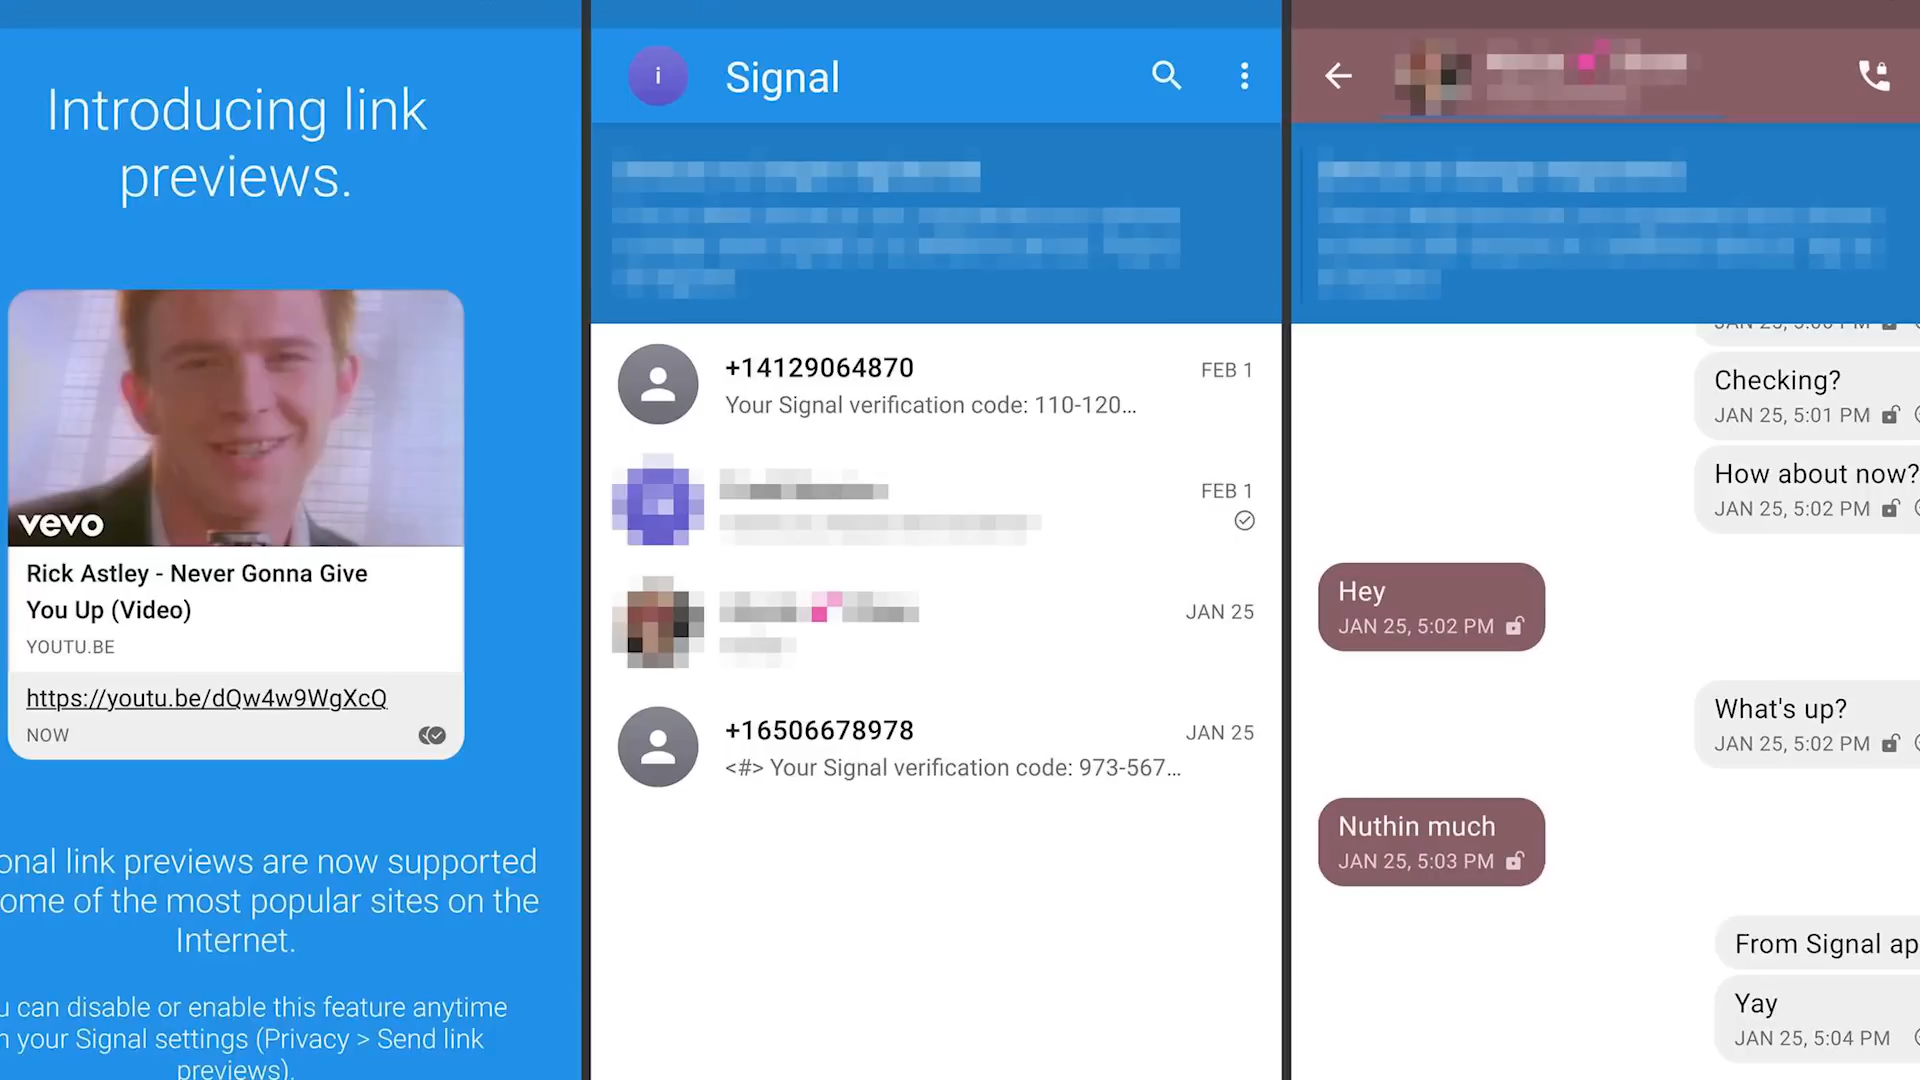 Introducing link
previews.
vevo
Rick Astley - Never Gonna Give
You Up (Video)
YOUTU.BE
https://youtu.be/dQw4w9WgXcQ
NOW
onal link previews are now supported
ome of the most popular sites on the
Internet.
u can disable or enable this feature anytime
n your Signal settings (Privacy > Send link
previews).
i
Signal
+14129064870
FEB 1
Your Signal verification code: 110-120...
FEB 1
JAN 25
+16506678978
JAN 25
<#> Your Signal verification code: 973-567...
Checking?
JAN 25, 5:01 PM
How about now?
JAN 25, 5:02 PM
Hey
JAN 25, 5:02 PM
What's up?
JAN 25, 5:02 PM
Nuthin much
JAN 25, 5:03 PM
From Signal ap
Yay
JAN 25, 5:04 PM